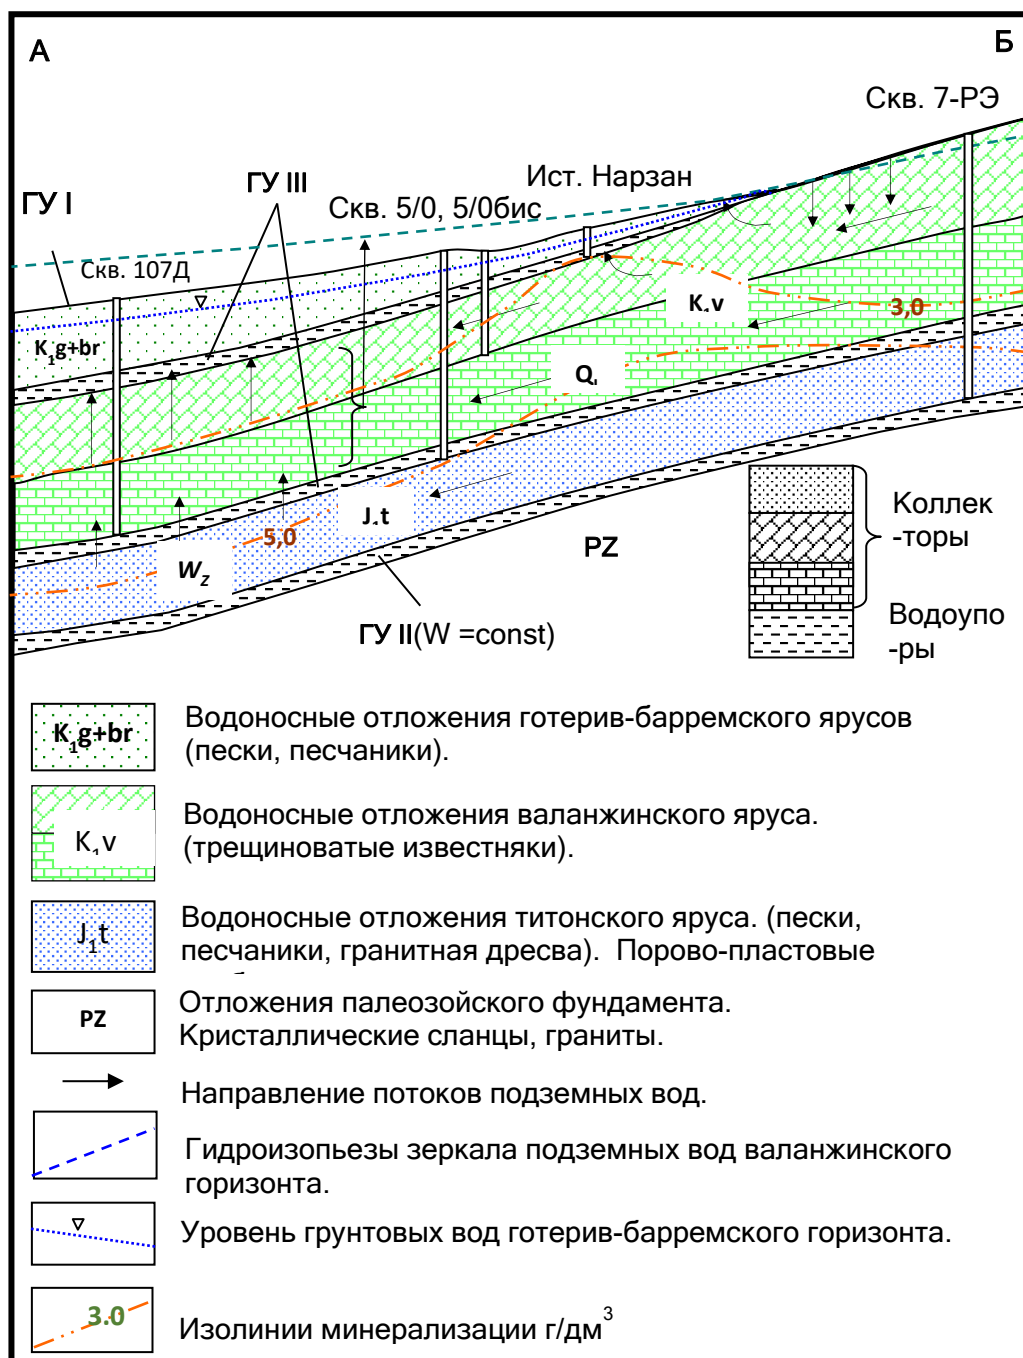 А
Б
Скв. 7-РЭ
ГУ III
Ист. Нарзан
ГУ I
Скв. 5/0, 5/0бис
Скв. 107Д
K₁v
3,0
K₁g+br
Q
Коллек
-торы
J₁t
5,0
PZ
W_Z
Водоупо
-ры
ГУ II(W =const)
K₁g+br
Водоносные отложения готерив-барремского ярусов
(пески, песчаники).
K₁v
Водоносные отложения валанжинского яруса.
(трещиноватые известняки).
J₁t
Водоносные отложения титонского яруса. (пески,
песчаники, гранитная дресва). Порово-пластовые
PZ
Отложения палеозойского фундамента.
Кристаллические сланцы, граниты.
Направление потоков подземных вод.
Гидроизопьезы зеркала подземных вод валанжинского
горизонта.
Уровень грунтовых вод готерив-барремского горизонта.
3.0
Изолинии минерализации г/дм³